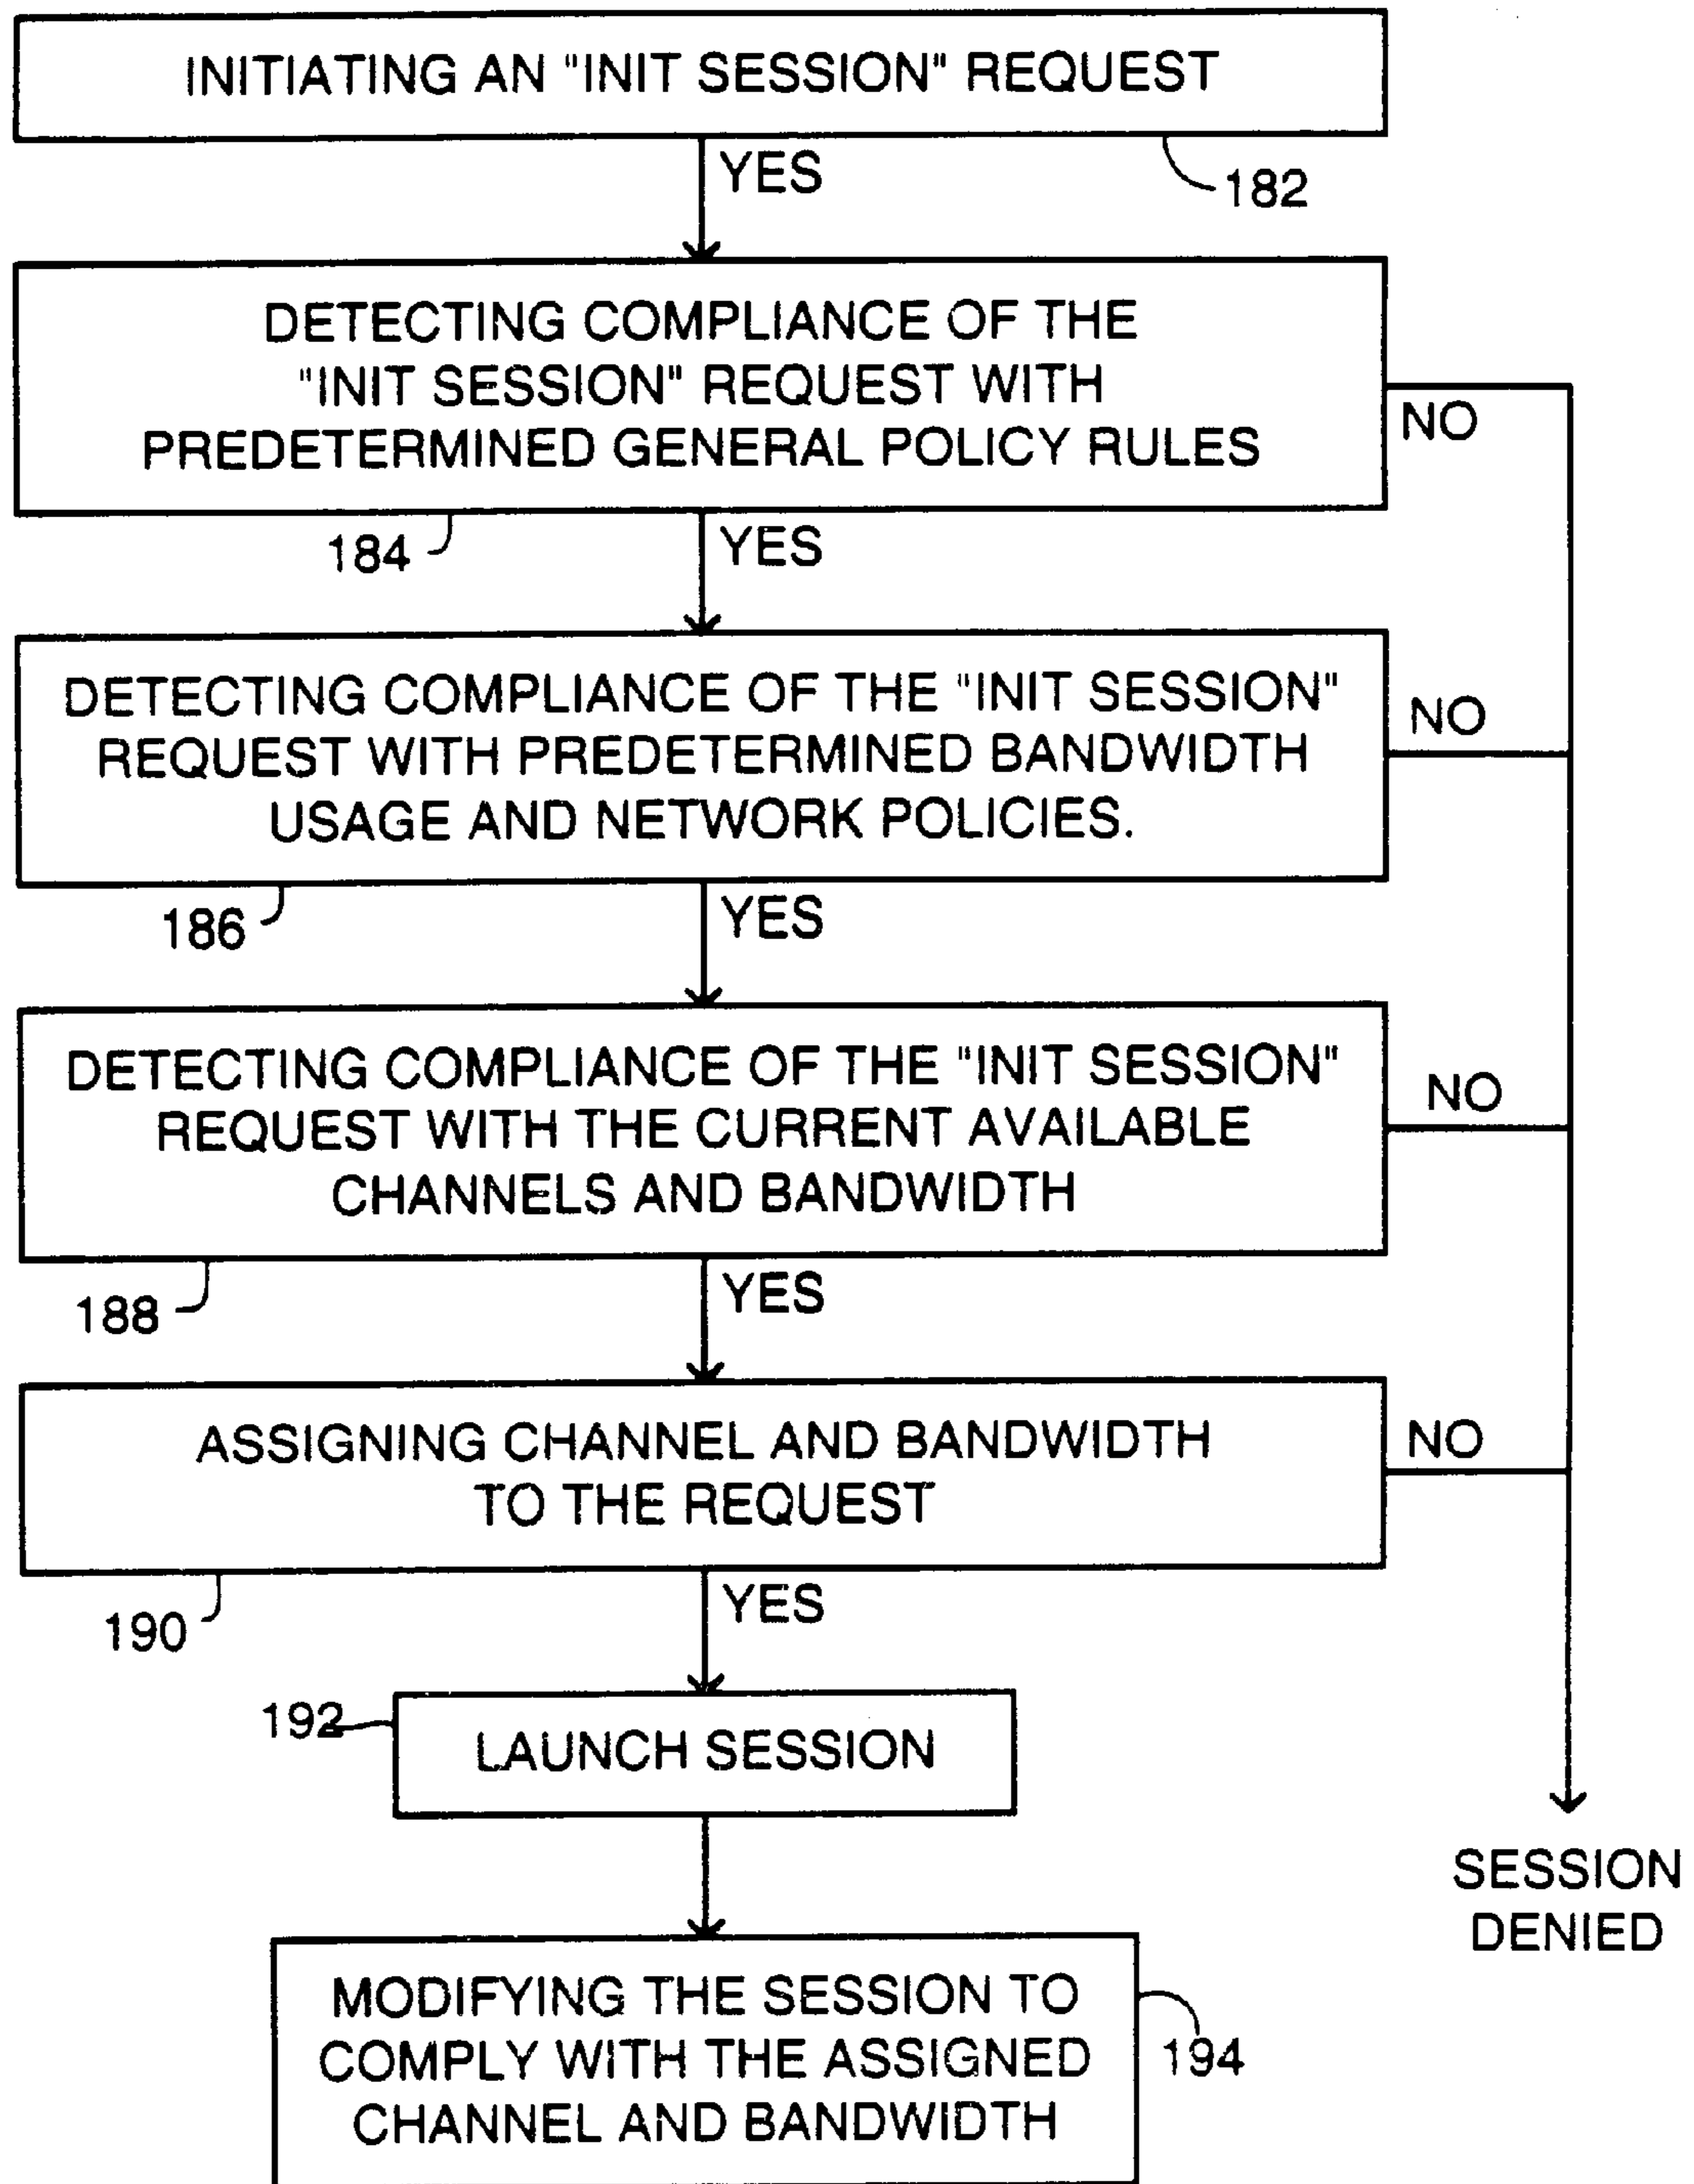 INITIATING AN "INIT SESSION" REQUEST
YES
182
DETECTING COMPLIANCE OF THE
"INIT SESSION" REQUEST WITH
PREDETERMINED GENERAL POLICY RULES
NO
184
YES
DETECTING COMPLIANCE OF THE "INIT SESSION"
REQUEST WITH PREDETERMINED BANDWIDTH
USAGE AND NETWORK POLICIES.
NO
186
YES
DETECTING COMPLIANCE OF THE "INIT SESSION"
REQUEST WITH THE CURRENT AVAILABLE
CHANNELS AND BANDWIDTH
NO
188
YES
ASSIGNING CHANNEL AND BANDWIDTH
TO THE REQUEST
NO
190
YES
192
LAUNCH SESSION
SESSION
DENIED
MODIFYING THE SESSION TO
COMPLY WITH THE ASSIGNED
CHANNEL AND BANDWIDTH
194